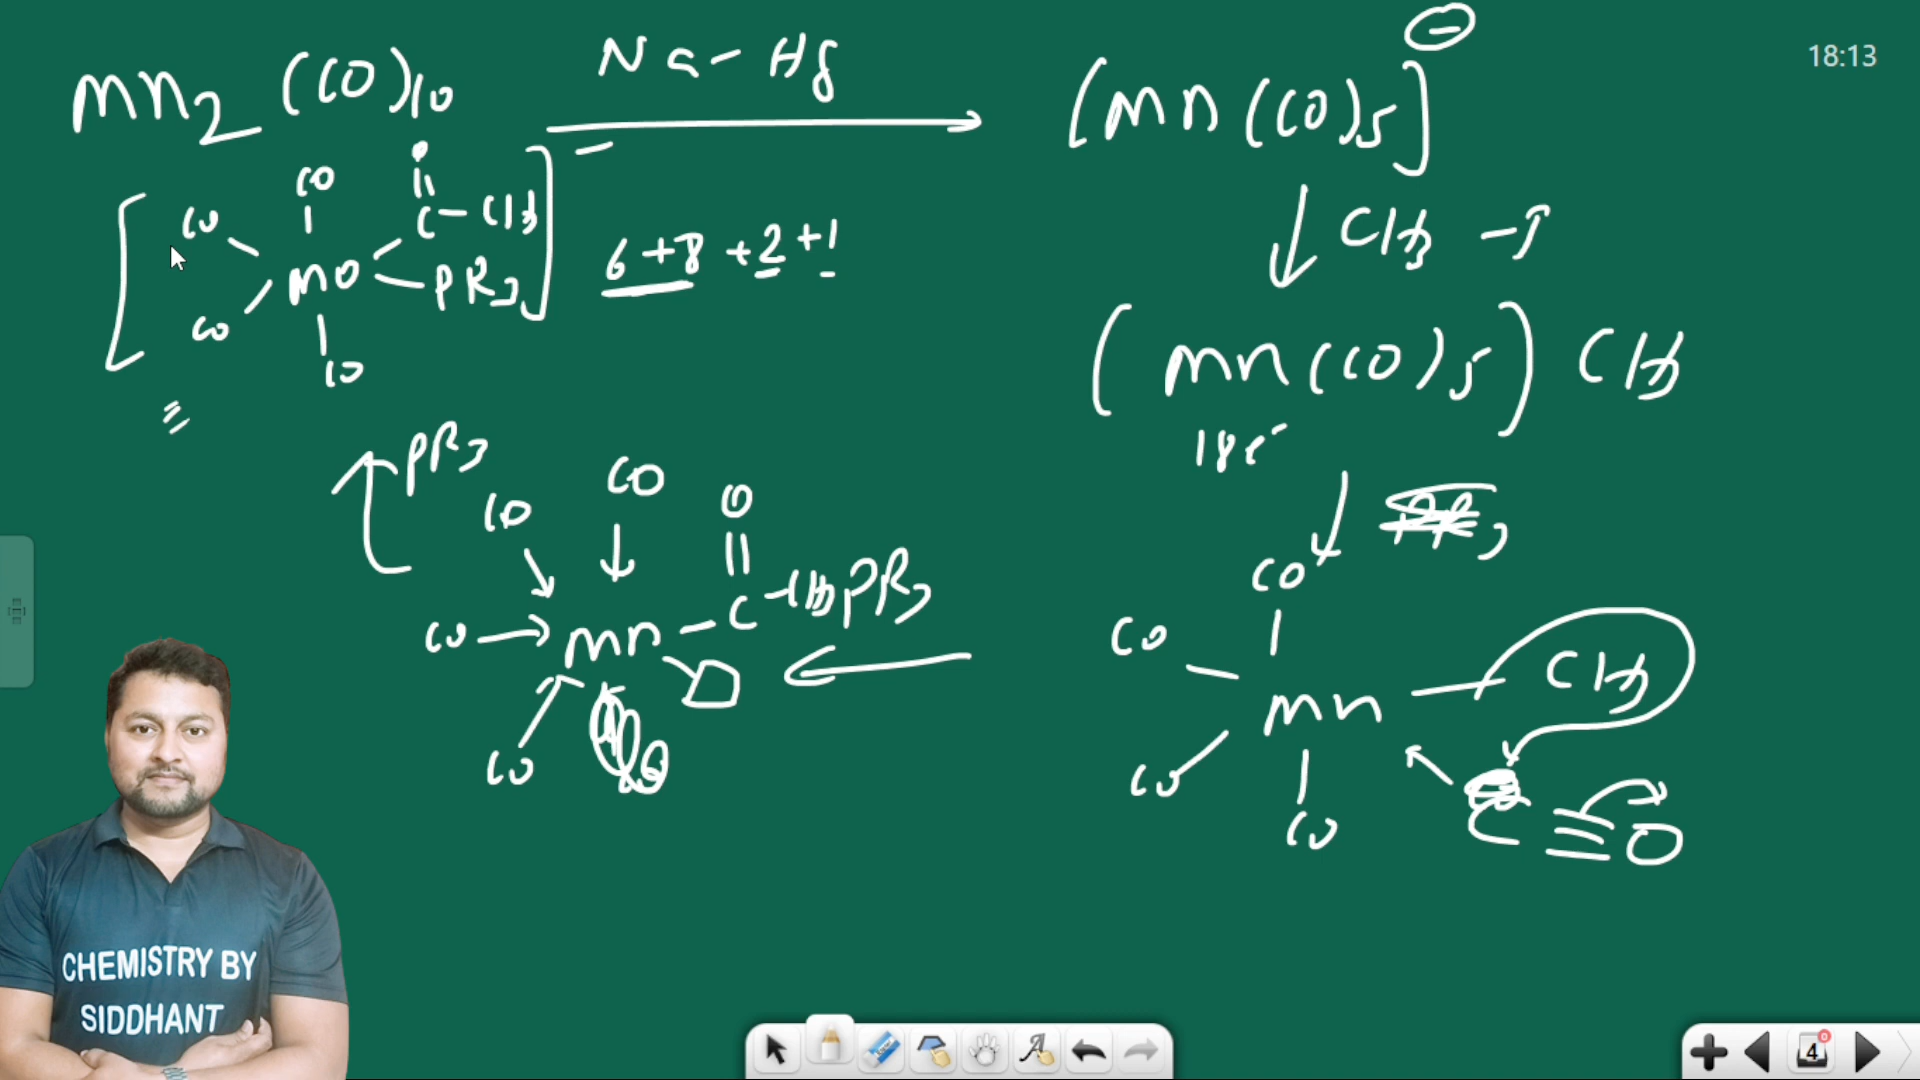 Mn2 (CO)10
Na-Hg
[Mn(CO)5]⊖
18:13
CO
O
CO
C-CH3
Mo
PR3
CO
CO
6+8+2+1
CH3-I
(Mn(CO)5)CH3
18e-
PR3
CO
CO
O
CO
Mn-C-CH3
PR3
CO
CO
CO
Mn
CH3
CO
CO
C≡O
CHEMISTRY BY
SIDDHANT
4